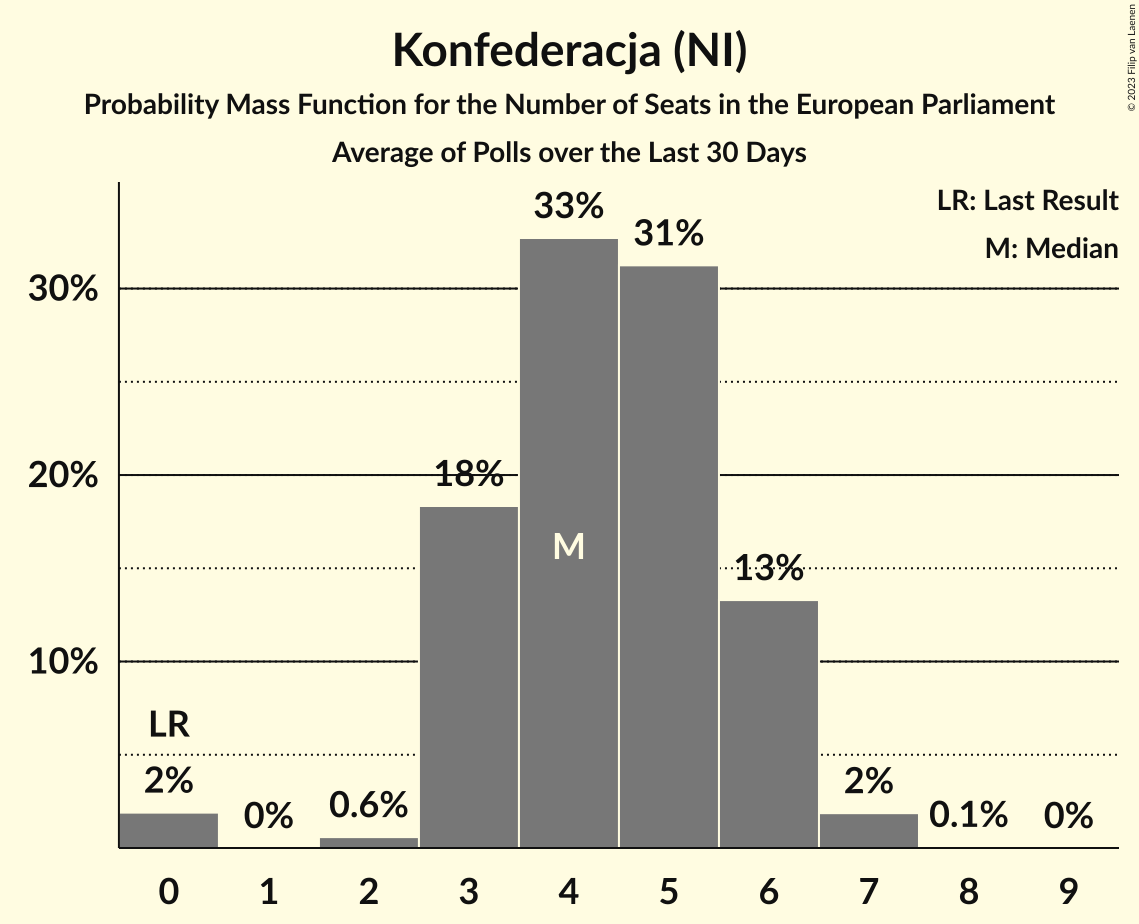 Konfederacja (NI)
Probability Mass Function for the Number of Seats in the European Parliament
Average of Polls over the Last 30 Days
© 2023 Filip van Laenen
LR: Last Result
M: Median
33%
31%
30%
20%
18%
M
13%
10%
LR
2%
0%
0.6%
2%
0.1%
0%
0 1 2 3 4 5 6 7 8 9